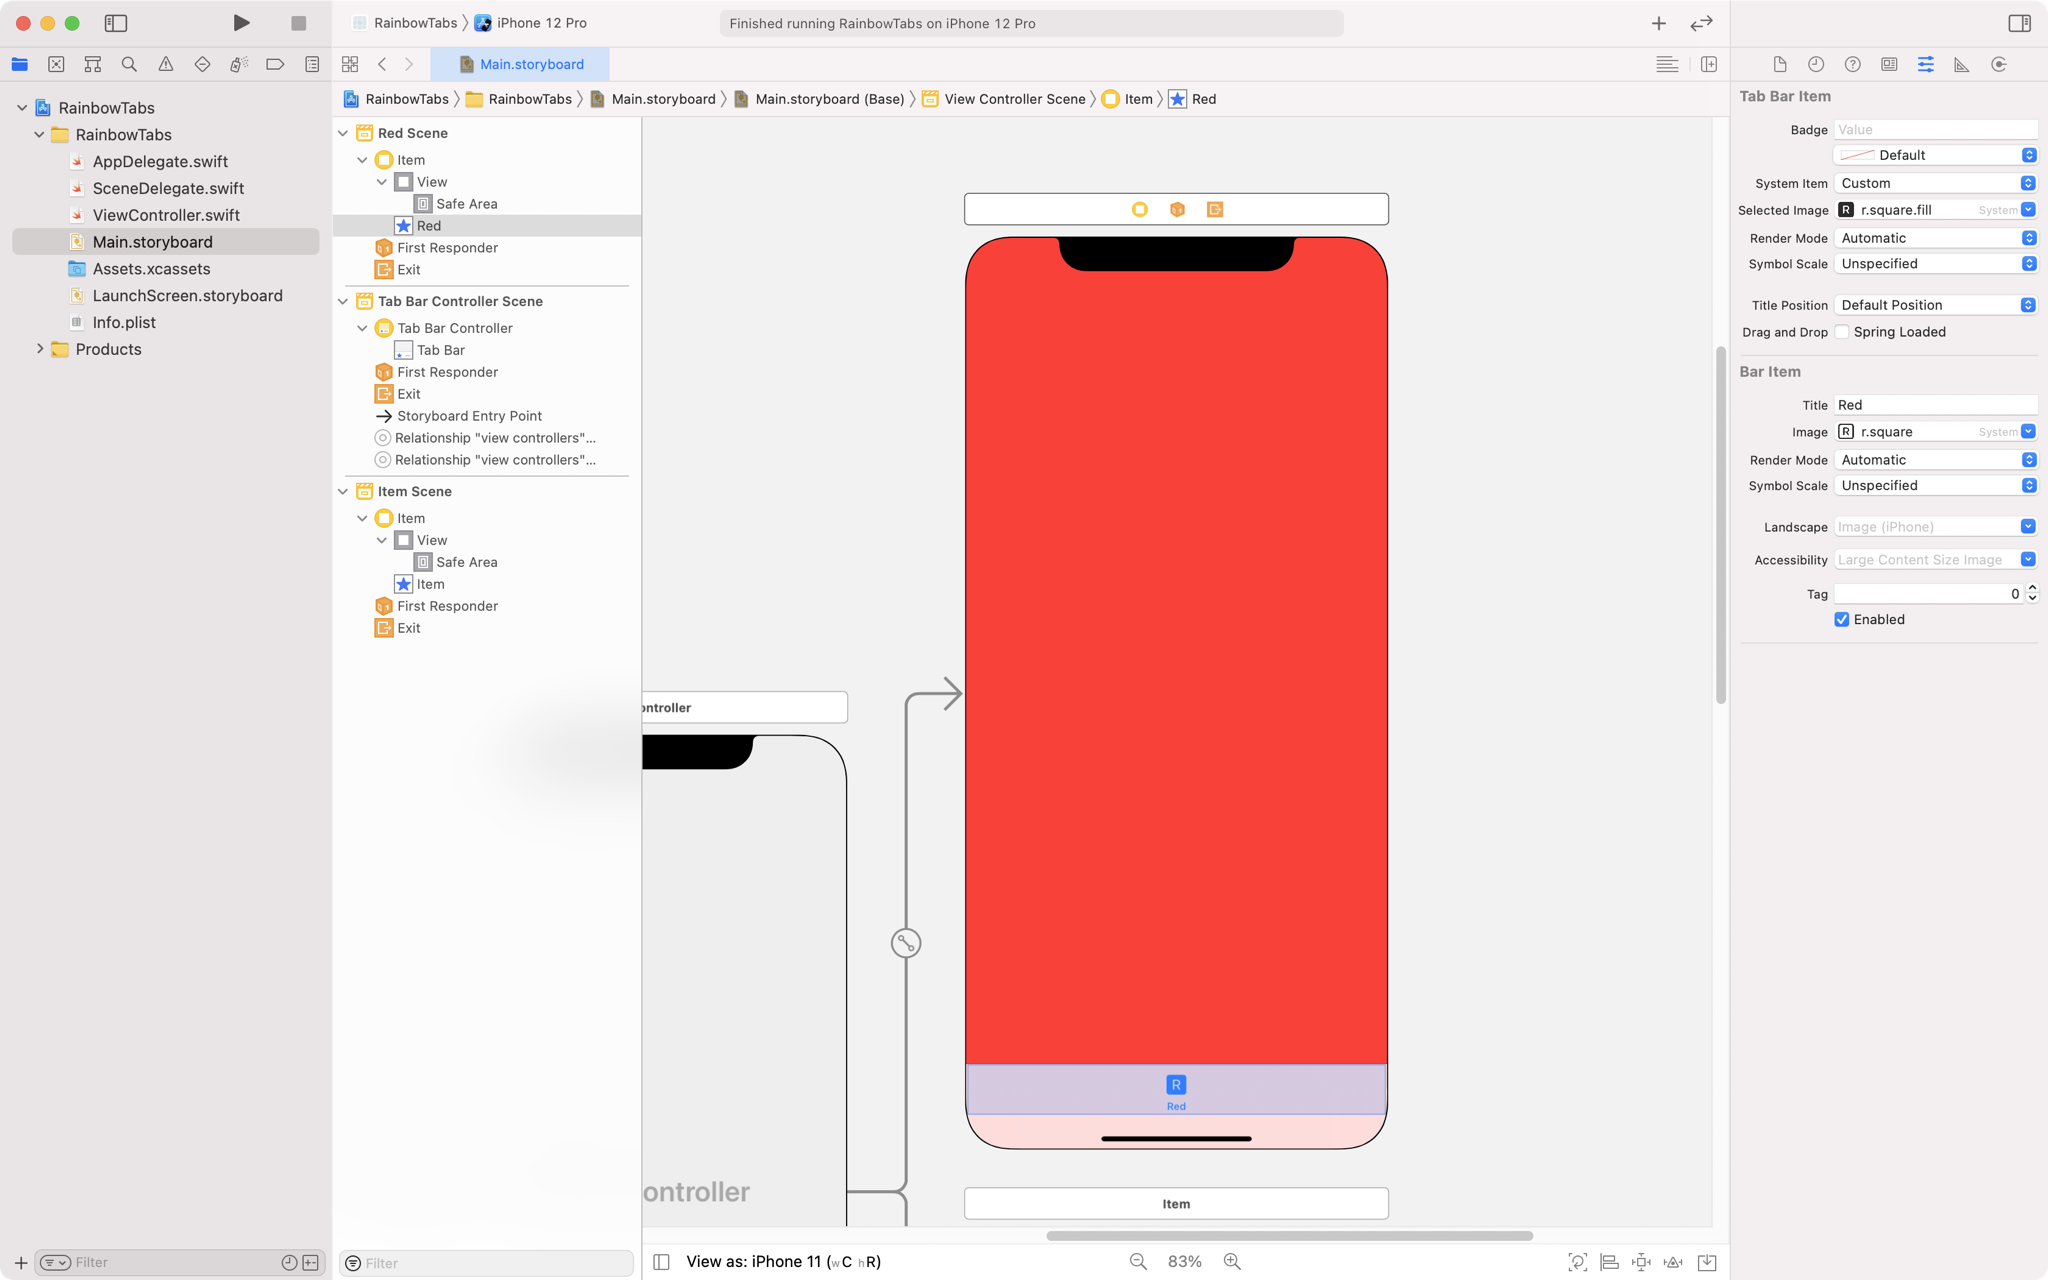 RainbowTabs iPhone 12 Pro Finished running RainbowTabs on iPhone 12 Pro
Main.storyboard
RainbowTabs RainbowTabs Main.storyboard Main.storyboard (Base) View Controller Scene Item Red
RainbowTabs
RainbowTabs
AppDelegate.swift
SceneDelegate.swift
ViewController.swift
Main.storyboard
Assets.xcassets
LaunchScreen.storyboard
Info.plist
Products
Filter
Red Scene
Item
View
Safe Area
Red
First Responder
Exit
Tab Bar Controller Scene
Tab Bar Controller
Tab Bar
First Responder
Exit
Storyboard Entry Point
Relationship "view controllers"...
Relationship "view controllers"...
Item Scene
Item
View
Safe Area
Item
First Responder
Exit
Filter
ontroller
ontroller
R
Red
Item
View as: iPhone 11 (wC hR)
83%
Tab Bar Item
Badge Value
Default
System Item Custom
Selected Image R r.square.fill System
Render Mode Automatic
Symbol Scale Unspecified
Title Position Default Position
Drag and Drop Spring Loaded
Bar Item
Title Red
Image R r.square System
Render Mode Automatic
Symbol Scale Unspecified
Landscape Image (iPhone)
Accessibility Large Content Size Image
Tag 0
Enabled